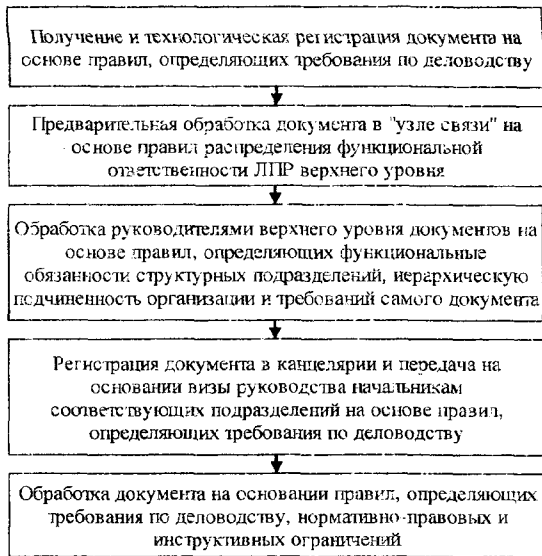 Получение и технологическая регистрация документа на
основе правил, определяющих требования по деловодству
Предварительная обработка документа в "узле связи" на
основе правил распределения функциональной
ответственности ЛПР верхнего уровня
Обработка руководителями верхнего уровня документов на
основе правил, определяющих функциональные
обязанности структурных подразделений, иерархическую
подчиненность организации и требований самого документа
Регистрация документа в канцелярии и передача на
основании визы руководства начальникам
соответствующих подразделений на основе правил,
определяющих требования по деловодству
Обработка документа на основании правил, определяющих
требования по деловодству, нормативно-правовых и
инструктивных ограничений